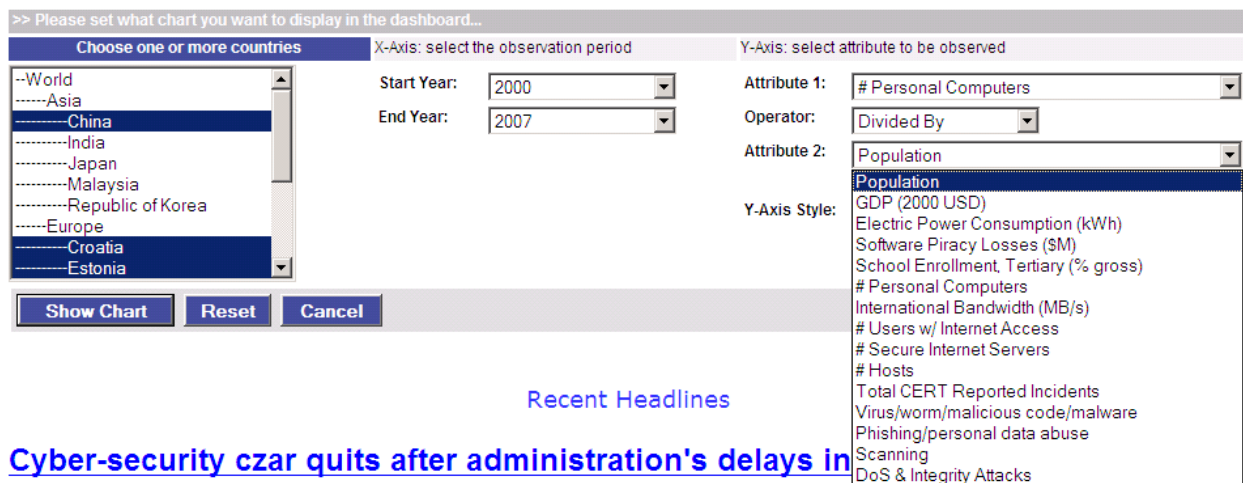 >> Please set what chart you want to display in the dashboard...
Choose one or more countries
--World
------Asia
----------China
----------India
----------Japan
----------Malaysia
----------Republic of Korea
------Europe
----------Croatia
----------Estonia
X-Axis: select the observation period
Start Year: 2000
End Year: 2007
Y-Axis: select attribute to be observed
Attribute 1: # Personal Computers
Operator: Divided By
Attribute 2: Population
Y-Axis Style:
Population
GDP (2000 USD)
Electric Power Consumption (kWh)
Software Piracy Losses ($M)
School Enrollment, Tertiary (% gross)
# Personal Computers
International Bandwidth (MB/s)
# Users w/ Internet Access
# Secure Internet Servers
# Hosts
Total CERT Reported Incidents
Virus/worm/malicious code/malware
Phishing/personal data abuse
Scanning
DoS & Integrity Attacks
Show Chart Reset Cancel
Recent Headlines
Cyber-security czar quits after administration's delays in